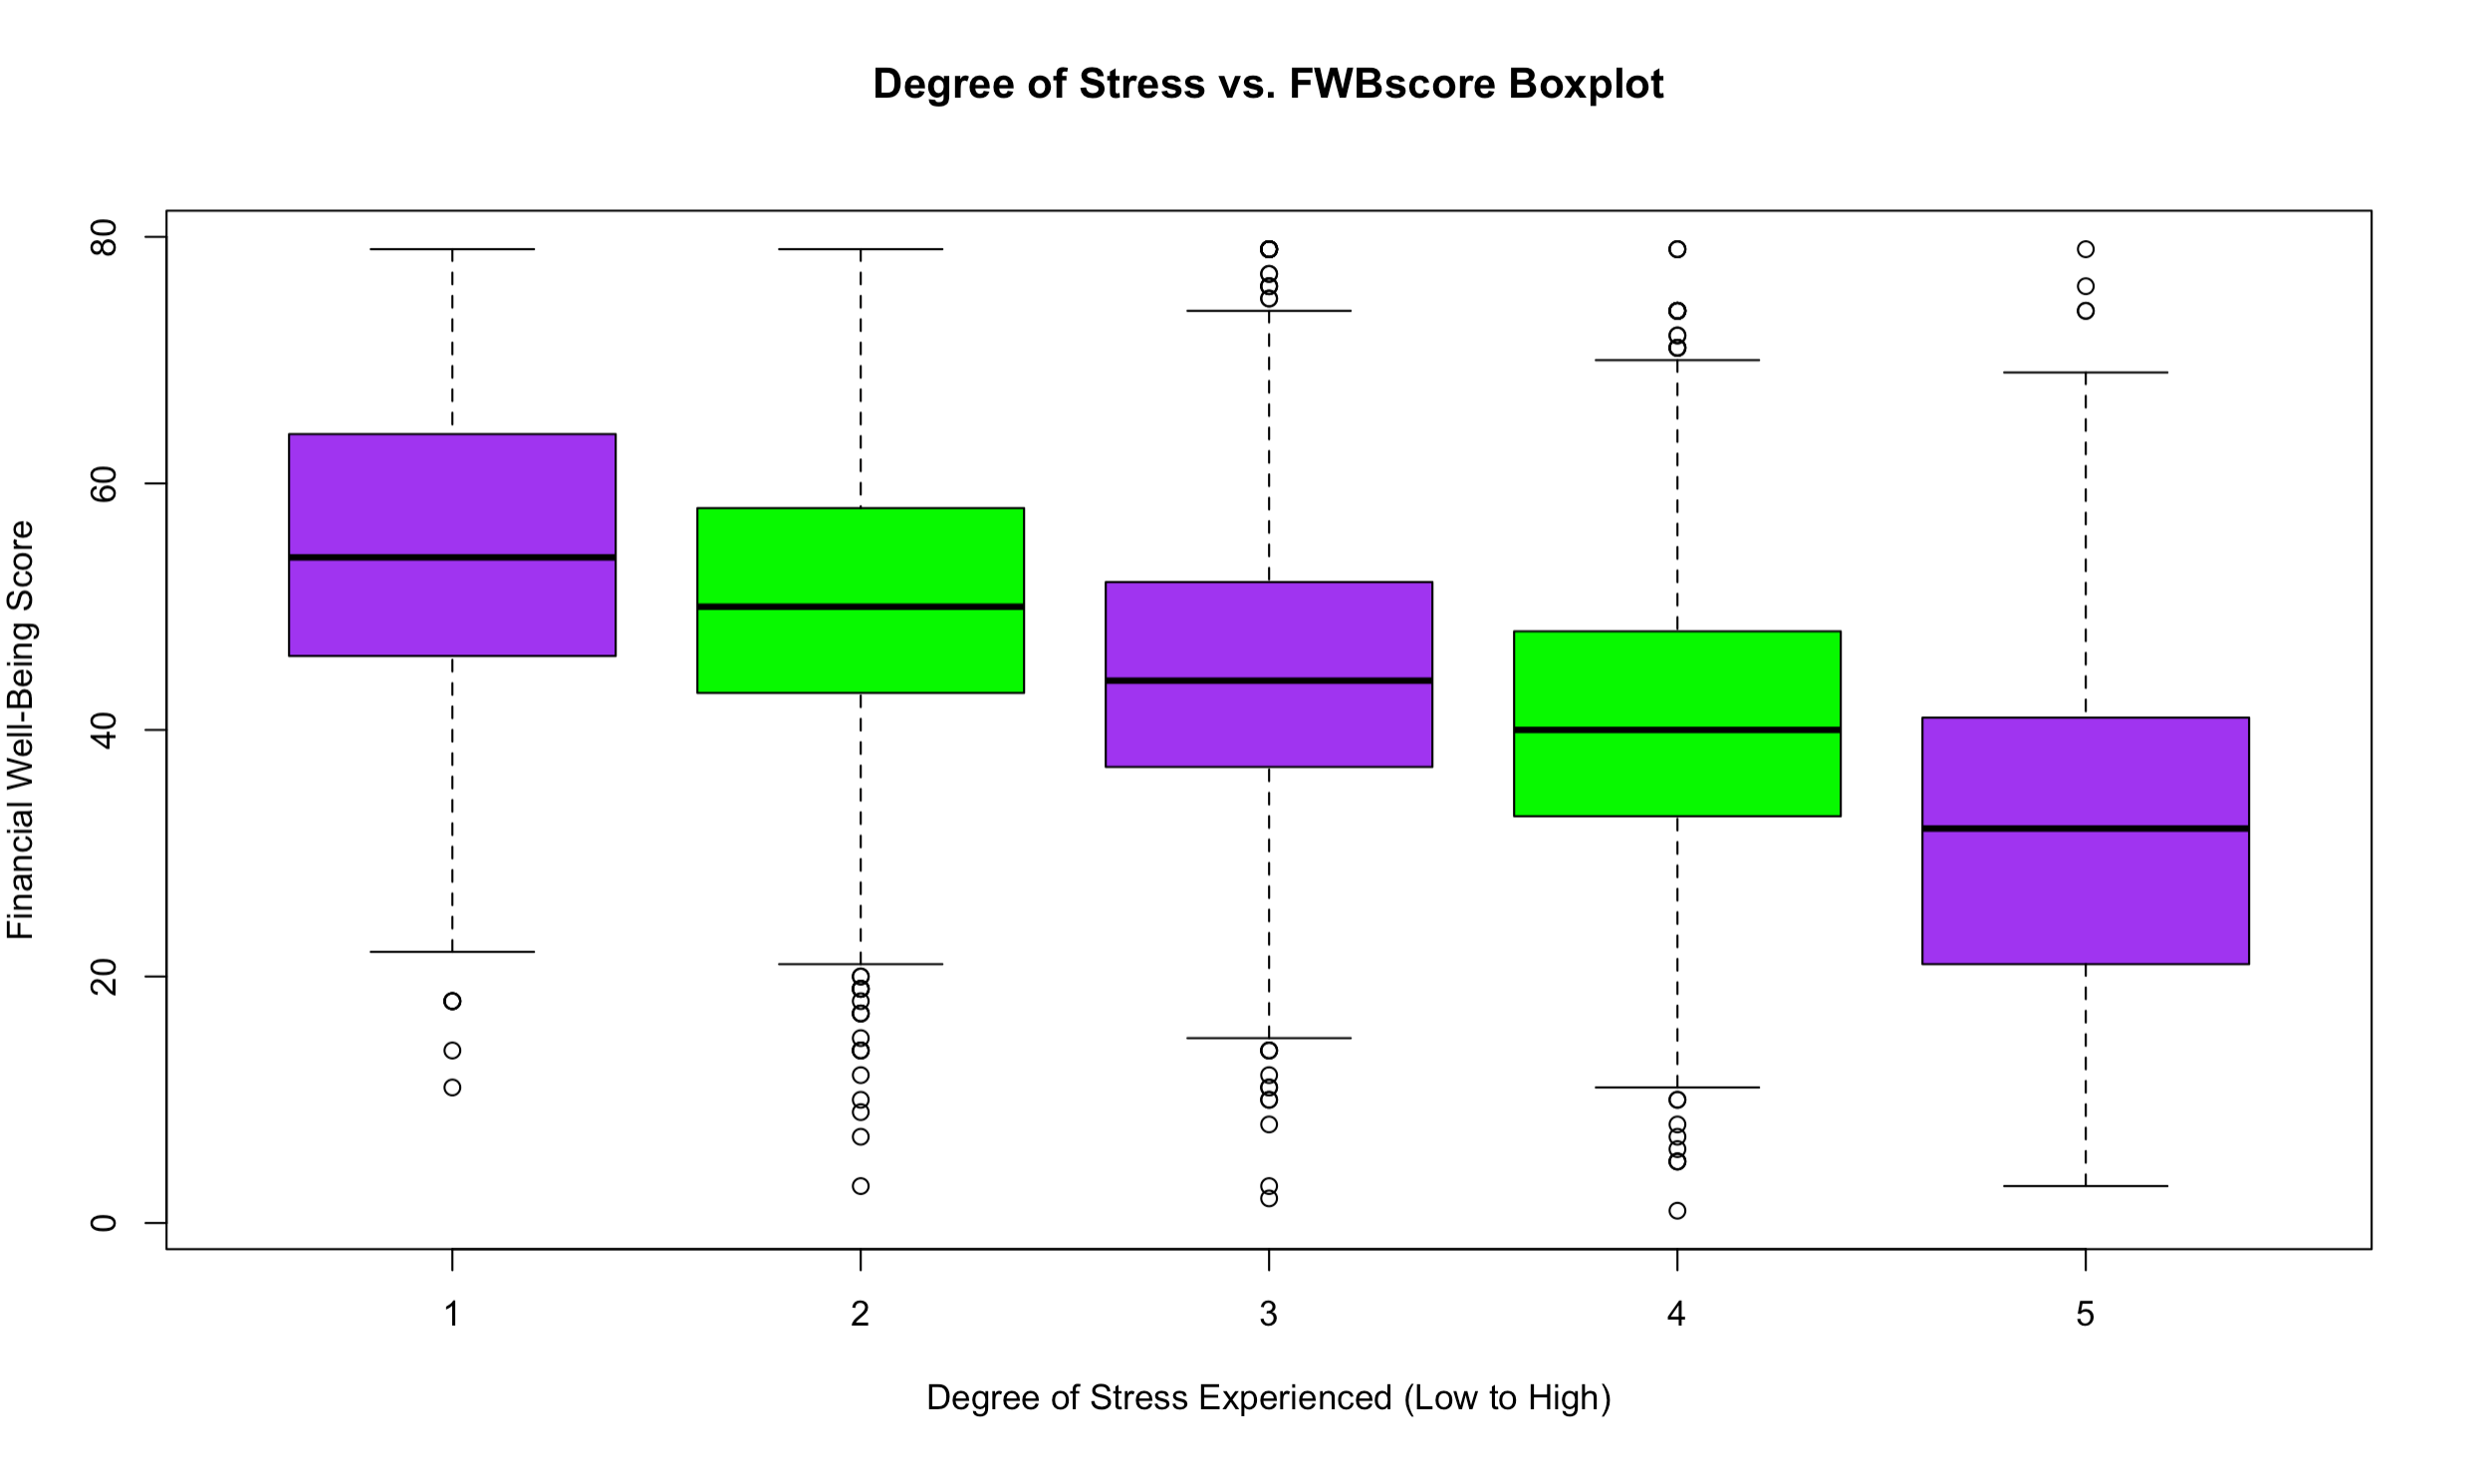 Degree of Stress vs. FWBscore Boxplot
Financial Well-Being Score
80
60
40
20
0
1 2 3 4 5
Degree of Stress Experienced (Low to High)